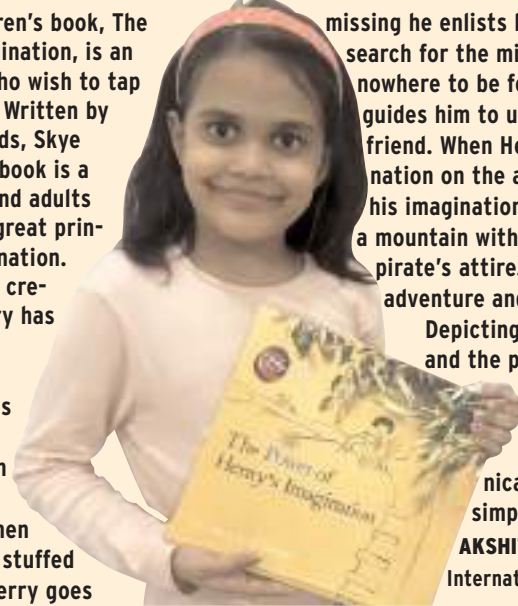 ren's book, The
ination, is an
ho wish to tap
Written by
ds, Skye
book is a
nd adults
great prin-
nation.
cre-
ry has
s
n
hen
stuffed
erry goes
missing he enlists
search for the mi
nowhere to be fo
guides him to u
friend. When He
nation on the a
his imagination
a mountain with
pirate's attire.
adventure and
Depicting
and the p
nica
simp
AKSHI
Internat
The Power of
Henry's Imagination